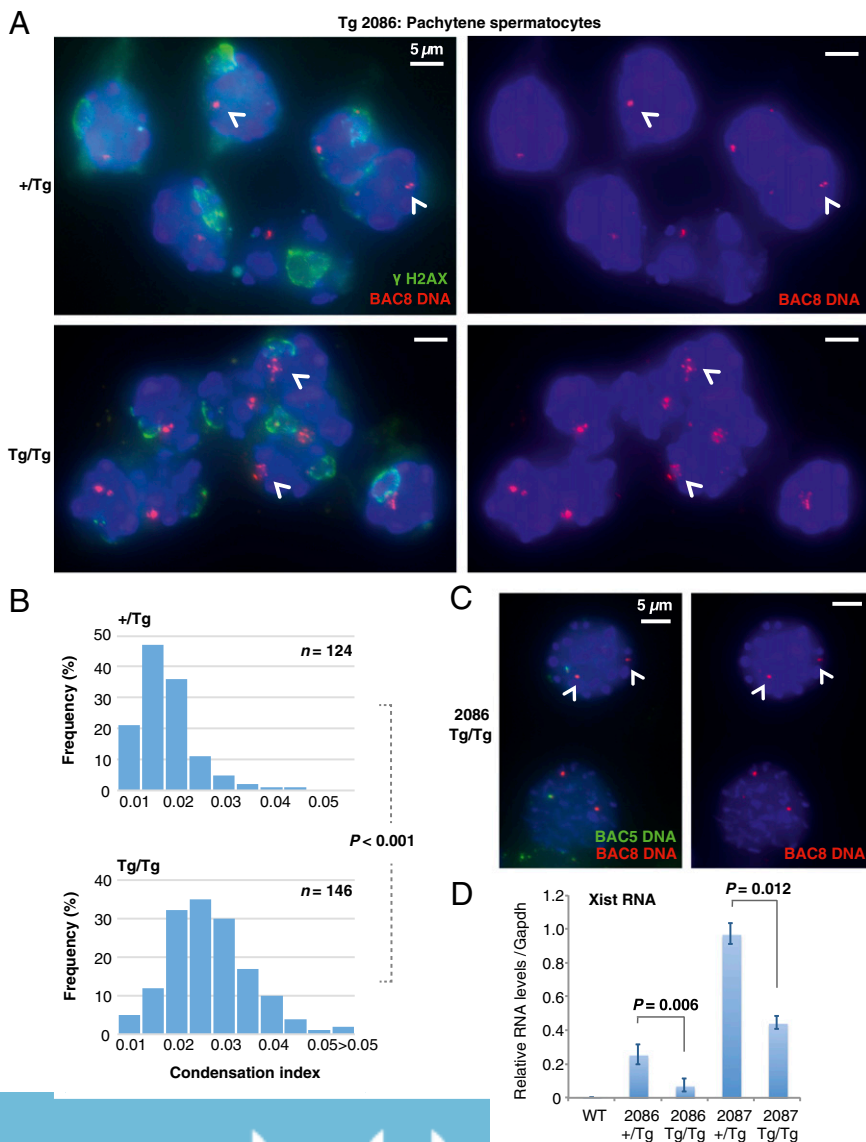 A
Tg 2086: Pachytene spermatocytes
5 µm
+/Tg
γ H2AX
BAC8 DNA
BAC8 DNA
Tg/Tg
B
+/Tg
n = 124
Frequency (%)
50
40
30
20
10
0
0.01 0.02 0.03 0.04 0.05
P < 0.001
Tg/Tg
n = 146
Frequency (%)
40
30
20
10
0
0.01 0.02 0.03 0.04 0.05 >0.05
Condensation index
C
5 µm
2086
Tg/Tg
BAC5 DNA
BAC8 DNA
BAC8 DNA
D
Xist RNA
P = 0.012
P = 0.006
Relative RNA levels / Gapdh
1.2
1.0
0.8
0.6
0.4
0.2
0
WT 2086 2086 2087 2087
+/Tg Tg/Tg +/Tg Tg/Tg